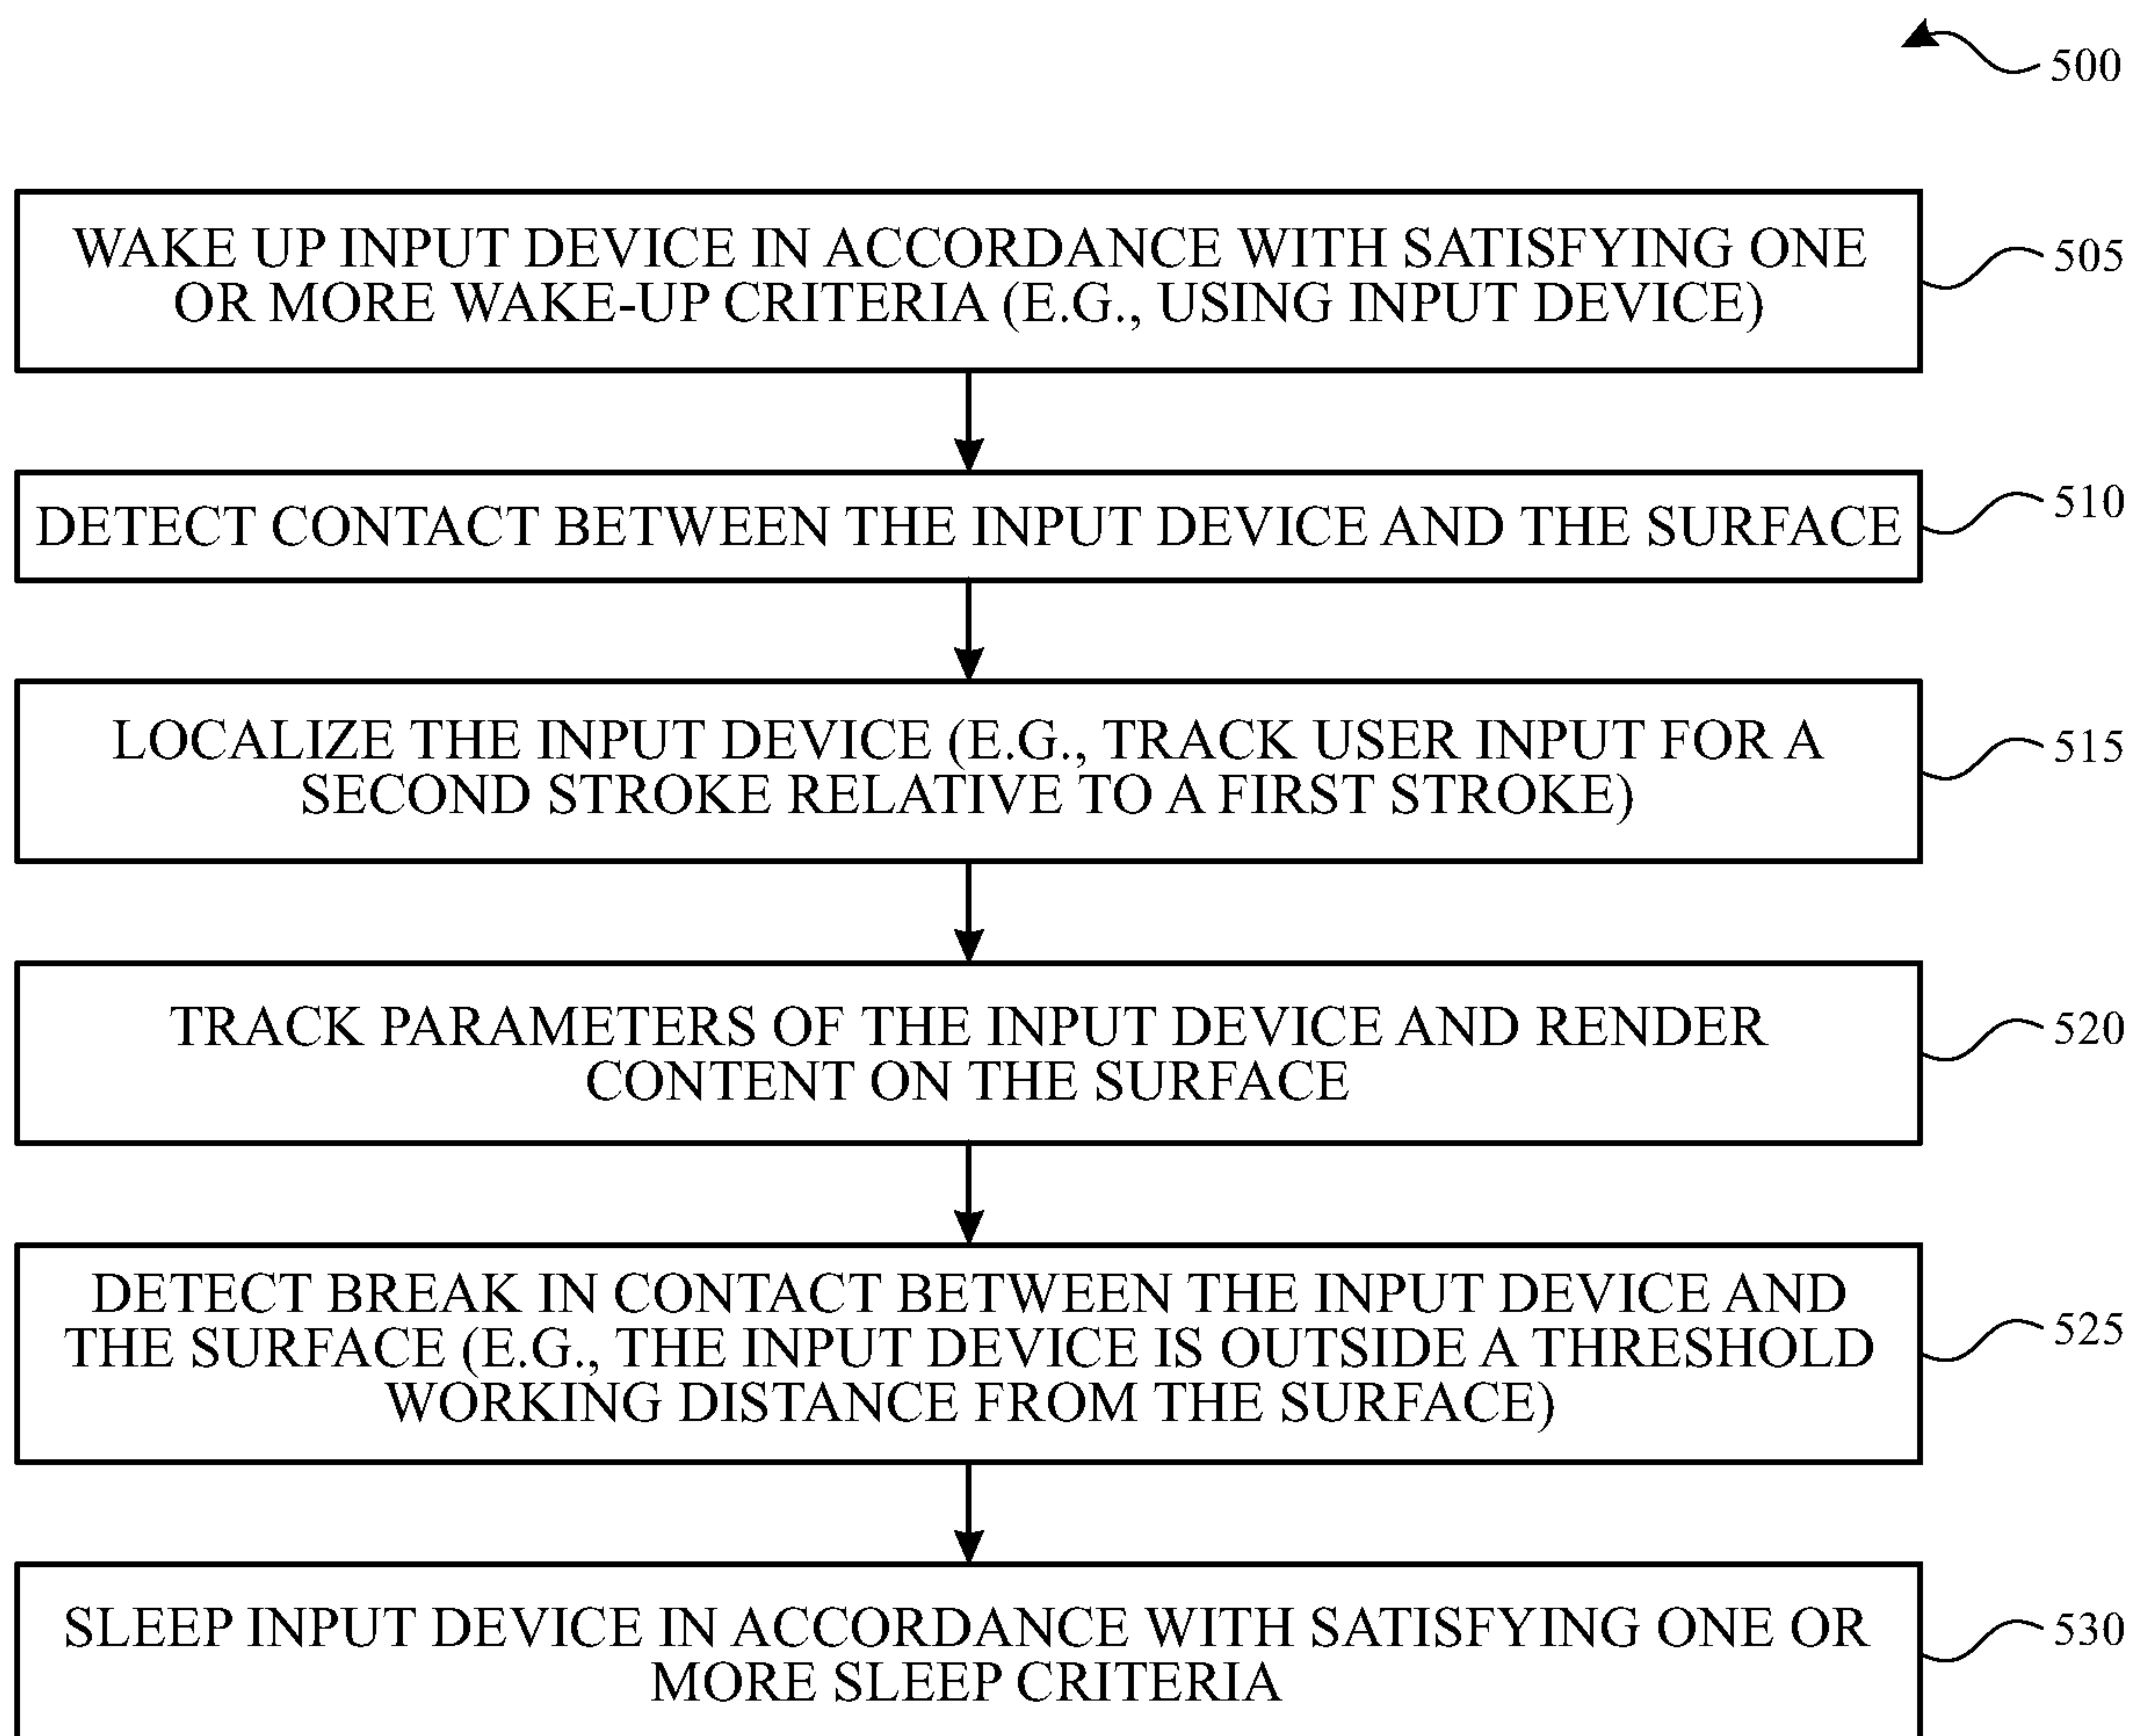 500
WAKE UP INPUT DEVICE IN ACCORDANCE WITH SATISFYING ONE
OR MORE WAKE-UP CRITERIA (E.G., USING INPUT DEVICE)
505
DETECT CONTACT BETWEEN THE INPUT DEVICE AND THE SURFACE
510
LOCALIZE THE INPUT DEVICE (E.G., TRACK USER INPUT FOR A
SECOND STROKE RELATIVE TO A FIRST STROKE)
515
TRACK PARAMETERS OF THE INPUT DEVICE AND RENDER
CONTENT ON THE SURFACE
520
DETECT BREAK IN CONTACT BETWEEN THE INPUT DEVICE AND
THE SURFACE (E.G., THE INPUT DEVICE IS OUTSIDE A THRESHOLD
WORKING DISTANCE FROM THE SURFACE)
525
SLEEP INPUT DEVICE IN ACCORDANCE WITH SATISFYING ONE OR
MORE SLEEP CRITERIA
530